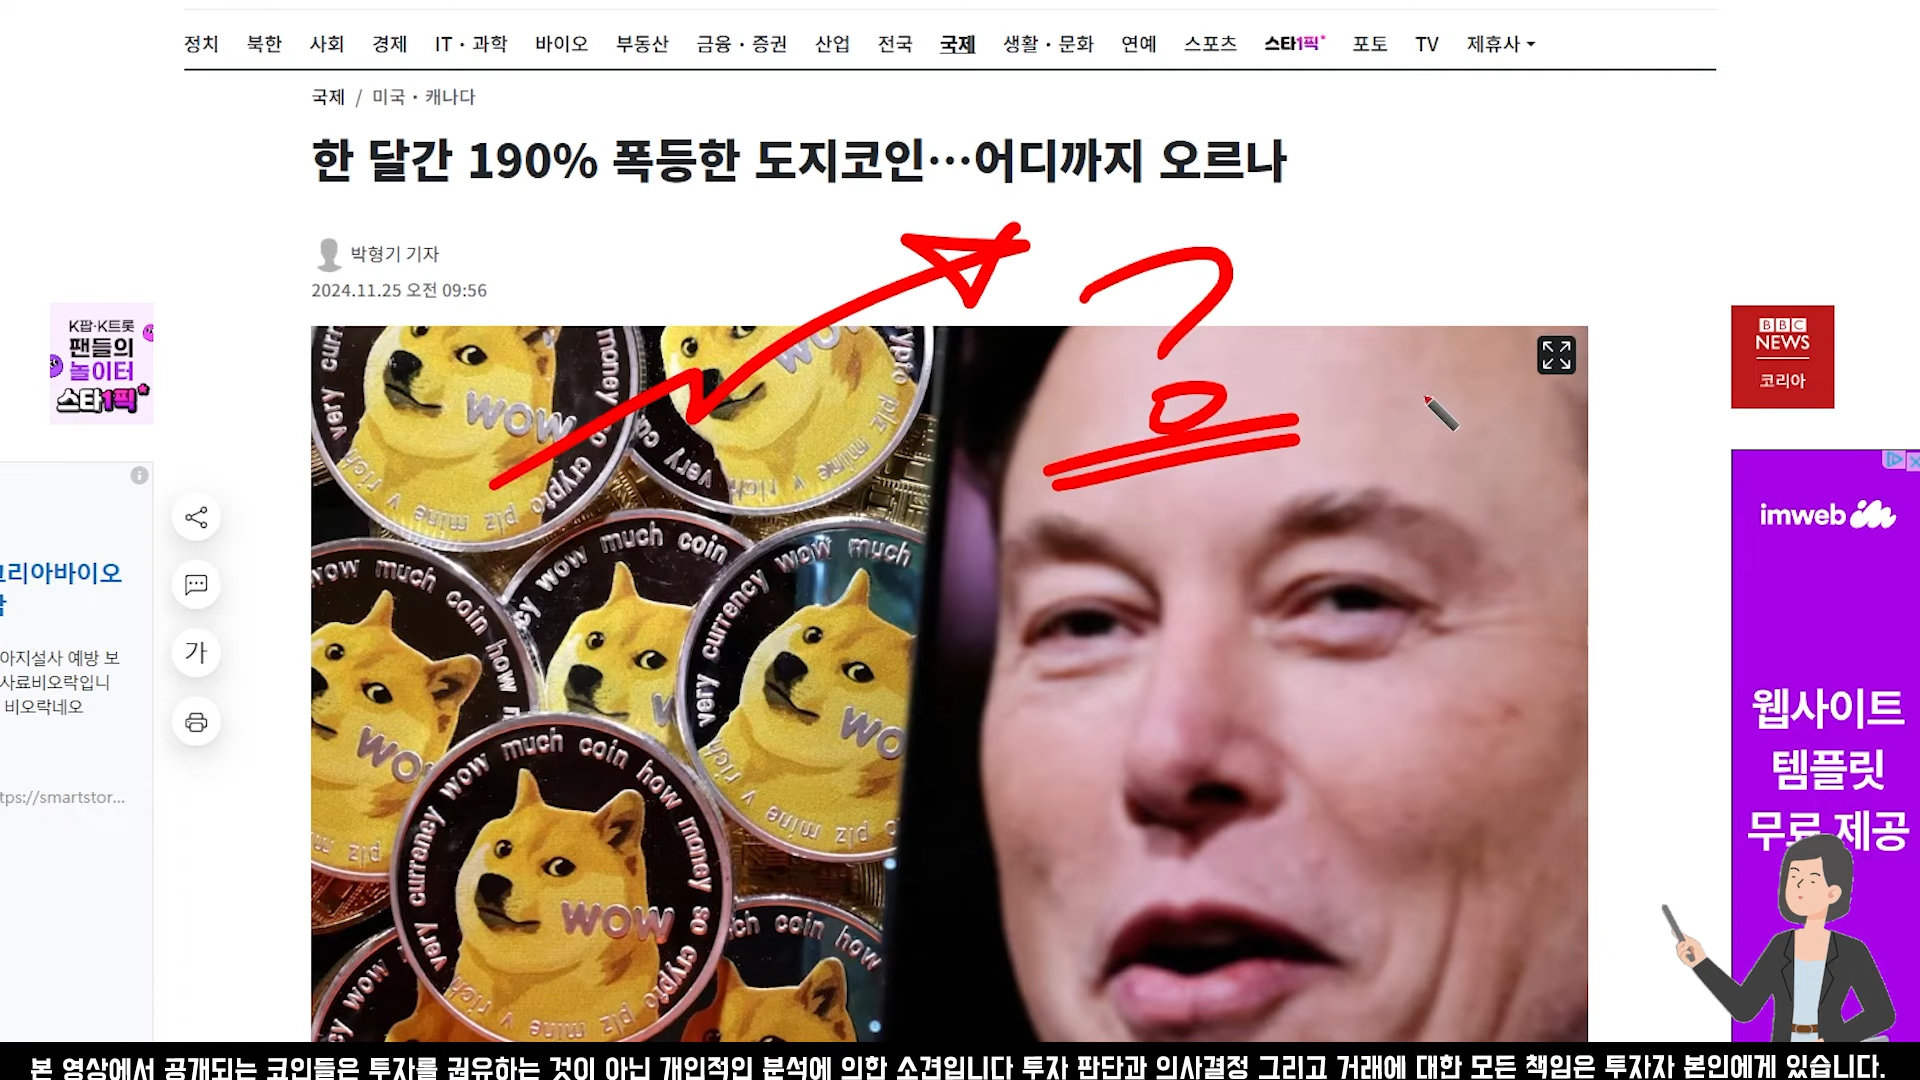 정치 북한 사회 경제 IT·과학 바이오 부동산 금융·증권 산업 전국 국제 생활·문화 연예 스포츠 스타1픽* 포토 TV 제휴사
국제 / 미국·캐나다
한 달간 190% 폭등한 도지코인…어디까지 오르나
박형기 기자
2024.11.25 오전 09:56
?
K팝·K트롯
팬들의
놀이터
스타1픽*
코리아바이오
아지설사 예방 보
사료비오락입니
비오락네오
tps://smartstor...
가
WOW
very currency wow much coin how money so crypto plz mine v rich
BBC
NEWS
코리아
imweb
웹사이트
템플릿
무료 제공
본 영상에서 공개되는 코인들은 투자를 권유하는 것이 아닌 개인적인 분석에 의한 소견입니다 투자 판단과 의사결정 그리고 거래에 대한 모든 책임은 투자자 본인에게 있습니다.